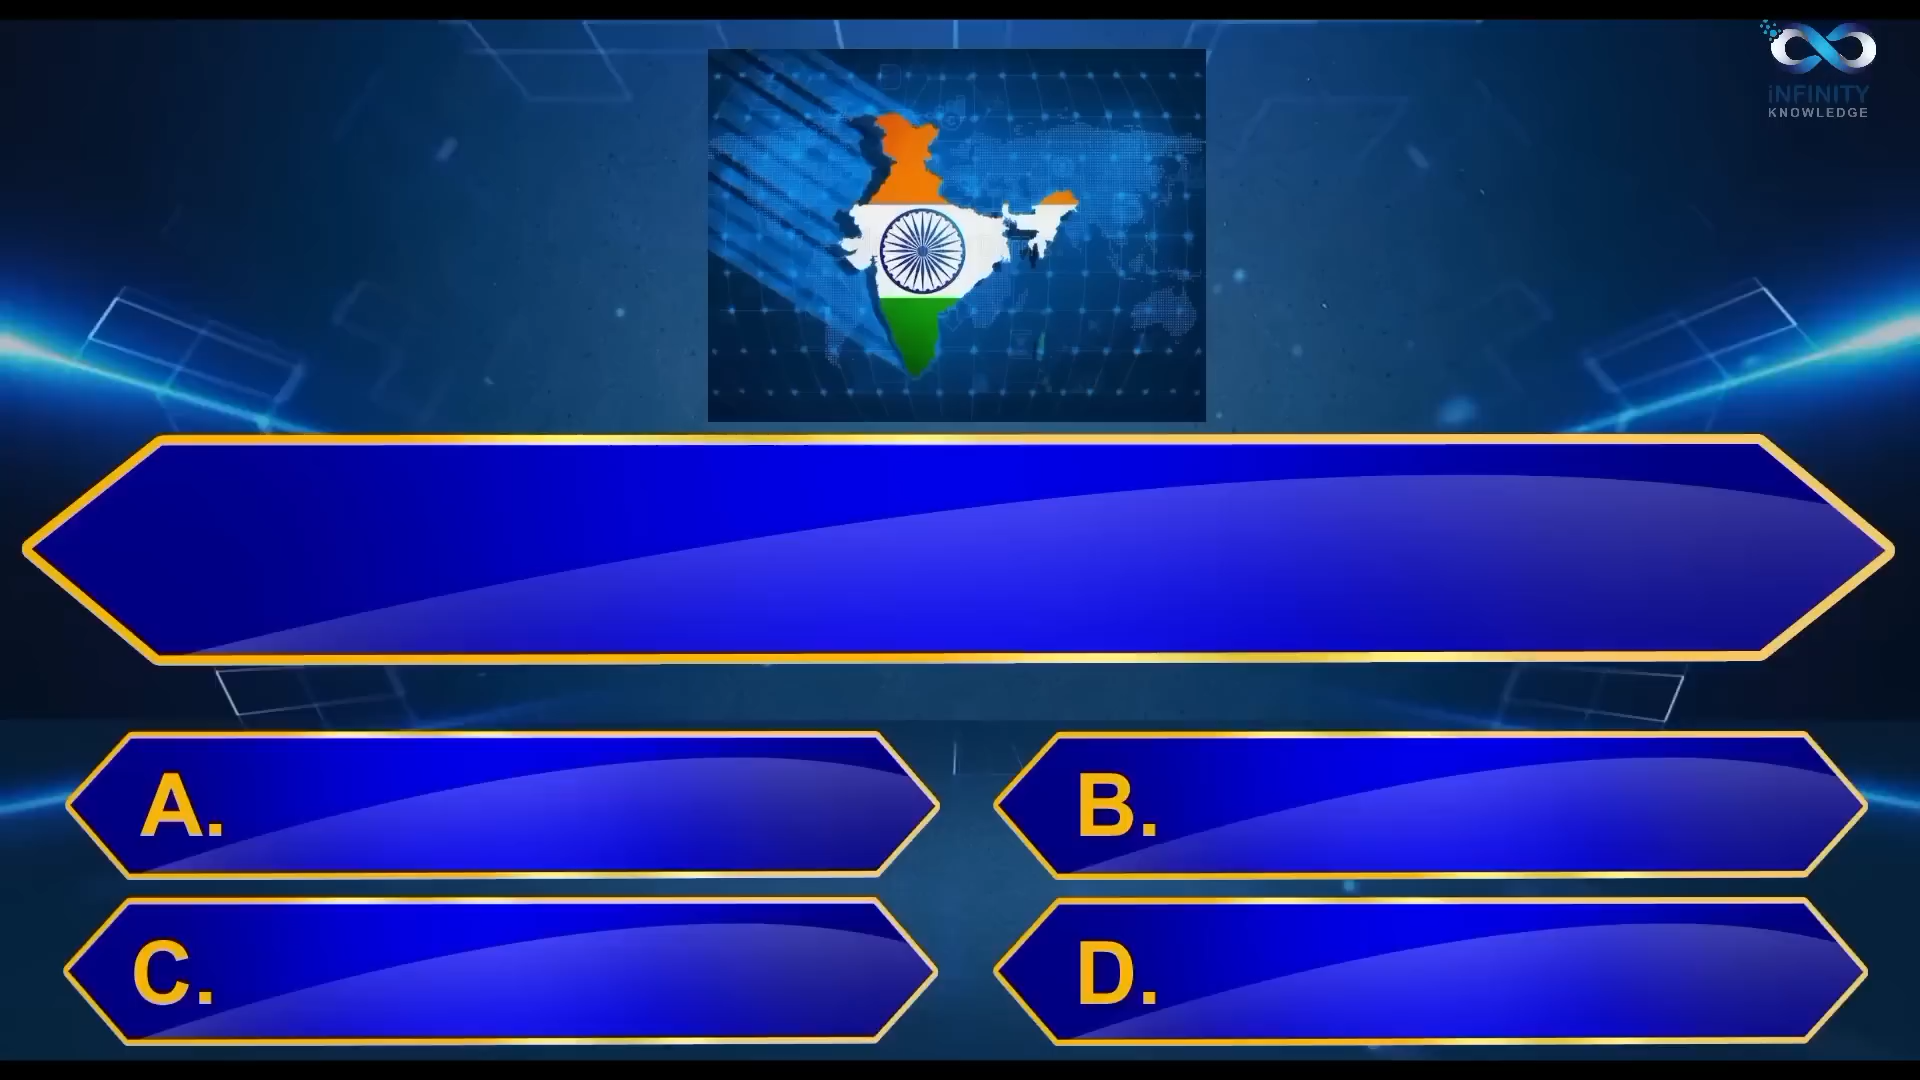 iNFINITY
KNOWLEDGE
A.
B.
C.
D.